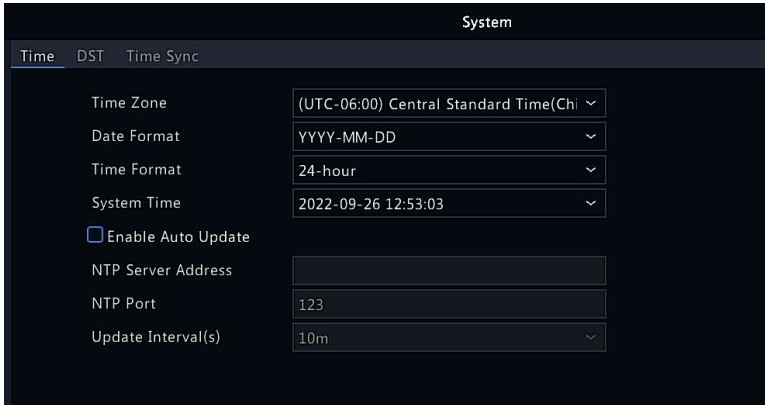 System
Time DST Time Sync
Time Zone (UTC-06:00) Central Standard Time(Chi
Date Format YYYY-MM-DD
Time Format 24-hour
System Time 2022-09-26 12:53:03
Enable Auto Update
NTP Server Address
NTP Port 123
Update Interval(s) 10m